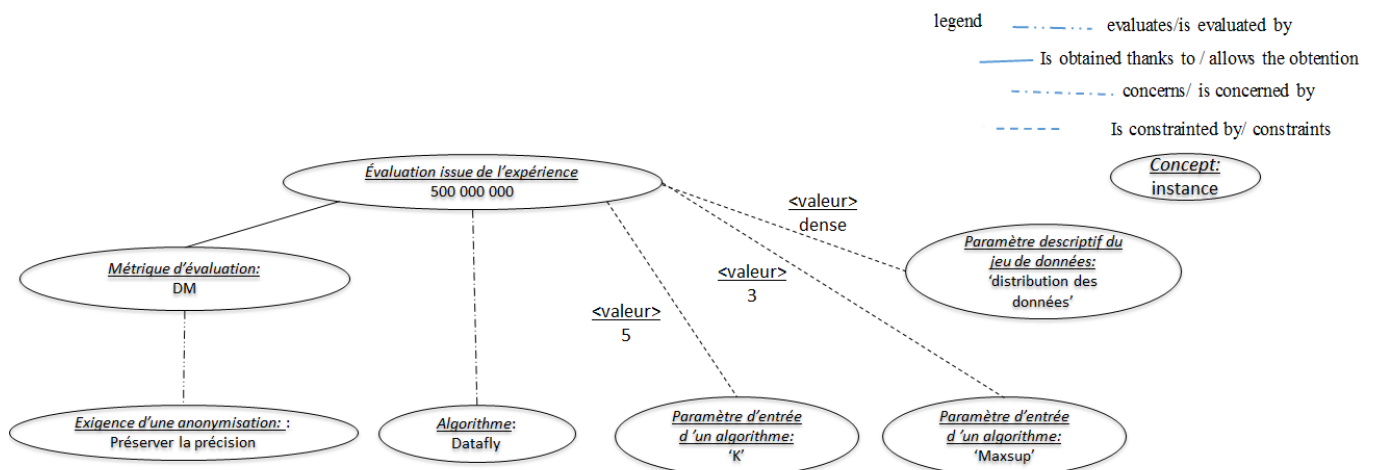 legend
evaluates/is evaluated by
Is obtained thanks to / allows the obtention
concerns/ is concerned by
Is constrainted by/ constraints
Concept:
instance
Évaluation issue de l'expérience
500 000 000
<valeur>
dense
Paramètre descriptif du
jeu de données:
'distribution des
données'
Métrique d'évaluation:
DM
<valeur>
3
<valeur>
5
Exigence d'une anonymisation: :
Préserver la précision
Algorithme:
Datafly
Paramètre d'entrée
d 'un algorithme:
'K'
Paramètre d'entrée
d 'un algorithme:
'Maxsup'